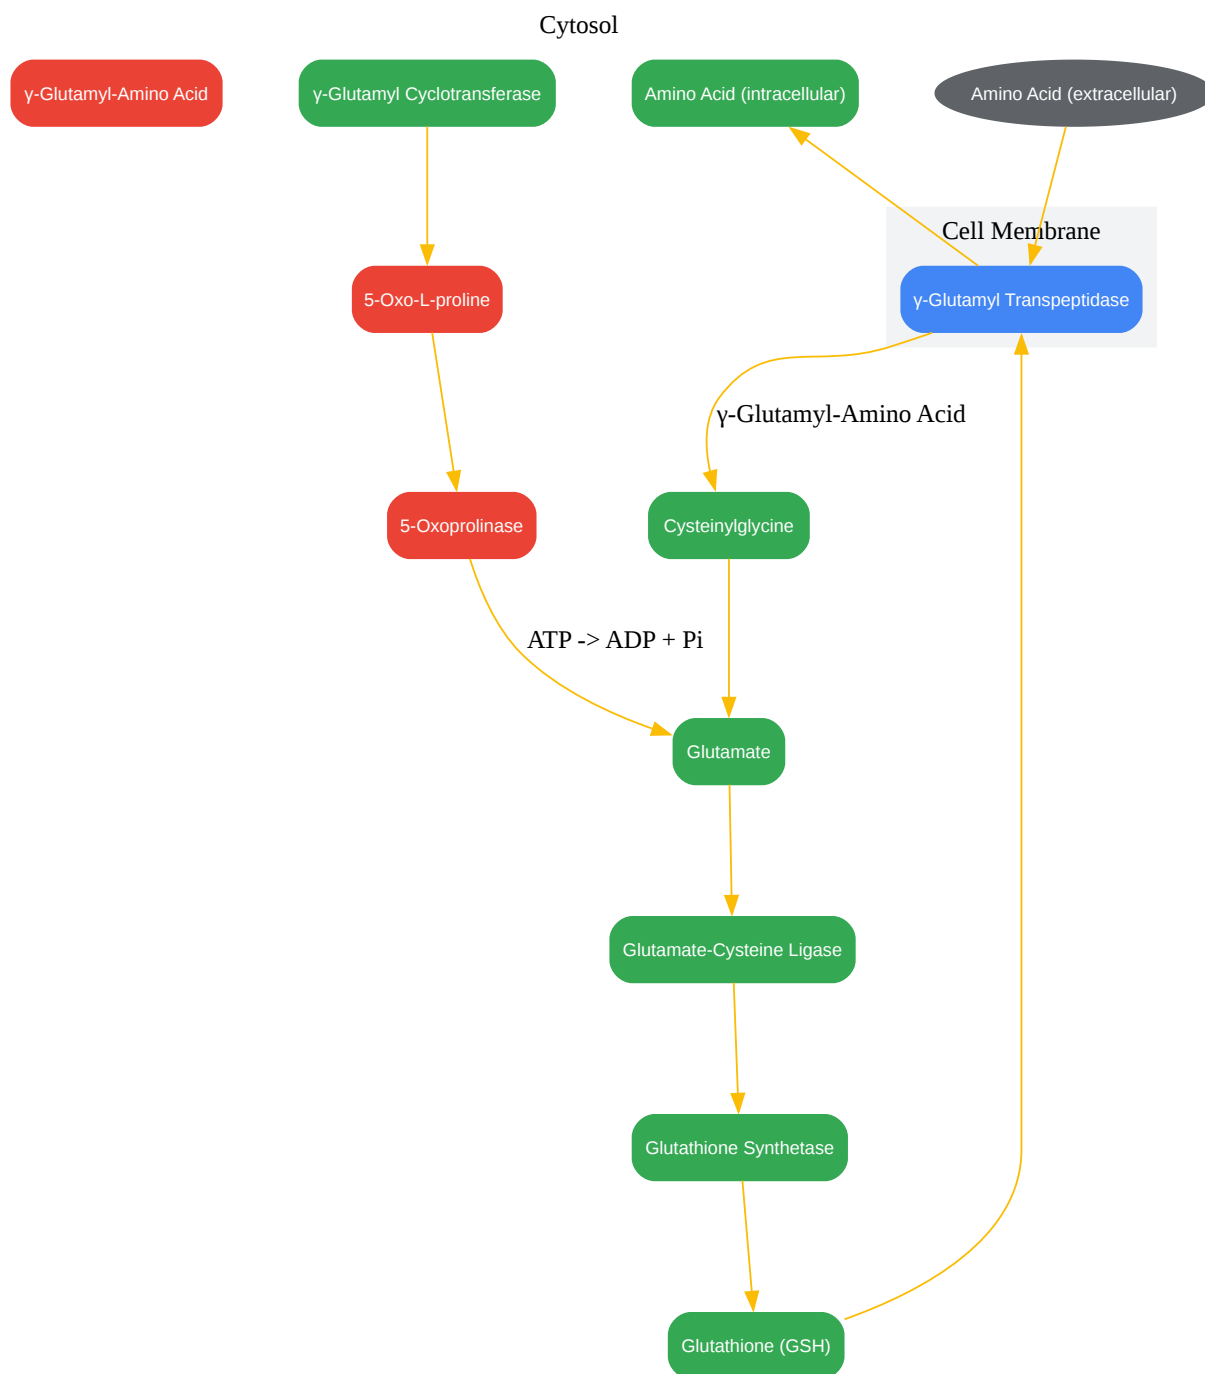 Cytosol
γ-Glutamyl-Amino Acid
γ-Glutamyl Cyclotransferase
Amino Acid (intracellular)
Amino Acid (extracellular)
Cell Membrane
5-Oxo-L-proline
γ-Glutamyl Transpeptidase
γ-Glutamyl-Amino Acid
5-Oxoprolinase
Cysteinylglycine
ATP -> ADP + Pi
Glutamate
Glutamate-Cysteine Ligase
Glutathione Synthetase
Glutathione (GSH)